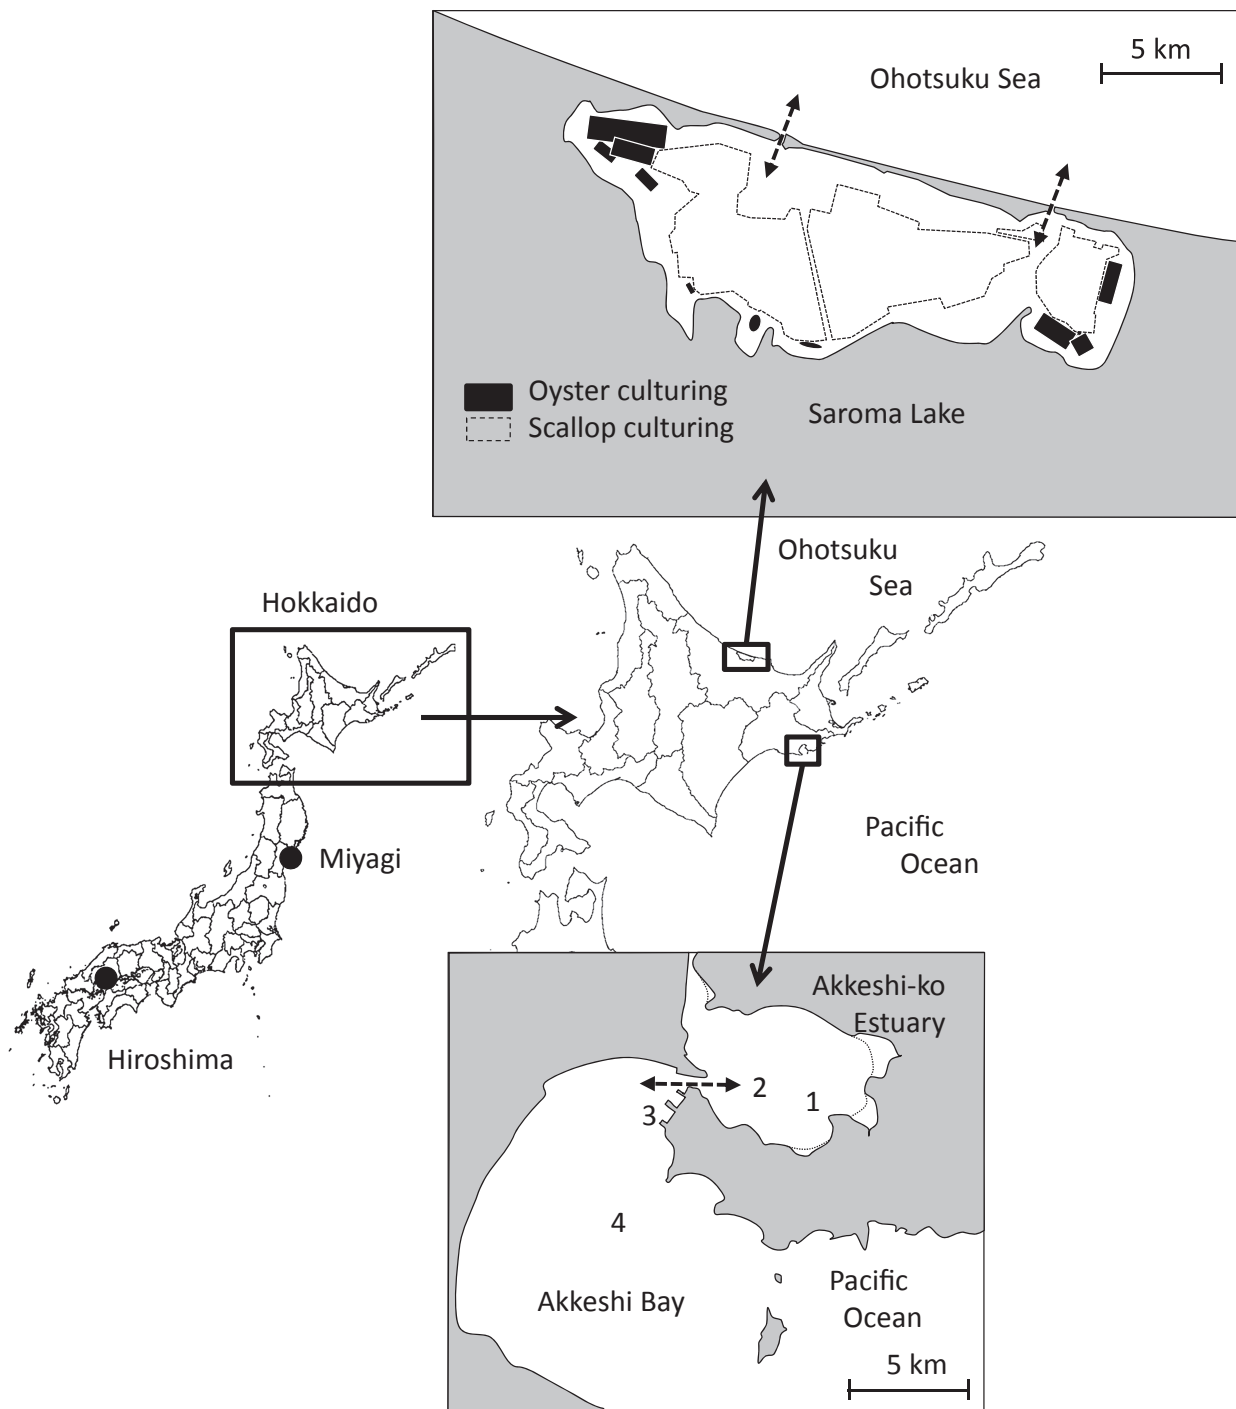 5 km
Ohotsuku Sea
Oyster culturing
Scallop culturing
Saroma Lake
Ohotsuku
Sea
Hokkaido
Miyagi
Pacific
Ocean
Hiroshima
Akkeshi-ko
Estuary
2
1
3
4
Akkeshi Bay
Pacific
Ocean
5 km